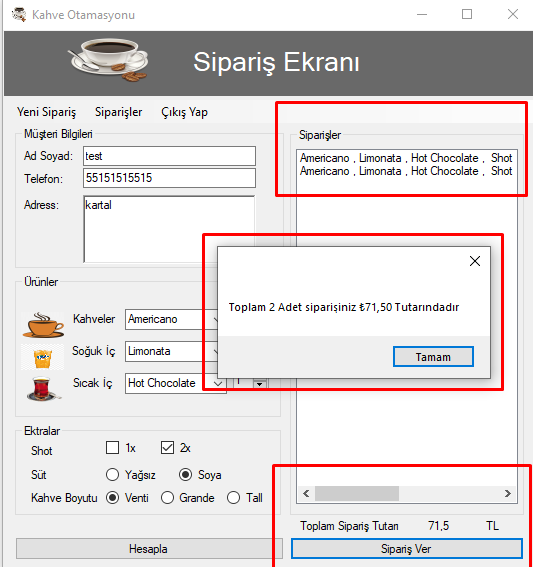 Kahve Otamasyonu
Sipariş Ekranı
Yeni Sipariş Siparişler Çıkış Yap
Müşteri Bilgileri
Ad Soyad: test
Telefon: 55151515515
Adress: kartal
Siparişler
Americano , Limonata , Hot Chocolate , Shot
Americano , Limonata , Hot Chocolate , Shot
Toplam 2 Adet siparişiniz ₺71,50 Tutarındadır
Tamam
Ürünler
Kahveler Americano
Soğuk İç Limonata
Sıcak İç Hot Chocolate
Ektralar
Shot 1x 2x
Süt Yağsız Soya
Kahve Boyutu Venti Grande Tall
Toplam Sipariş Tutarı 71,5 TL
Hesapla
Sipariş Ver